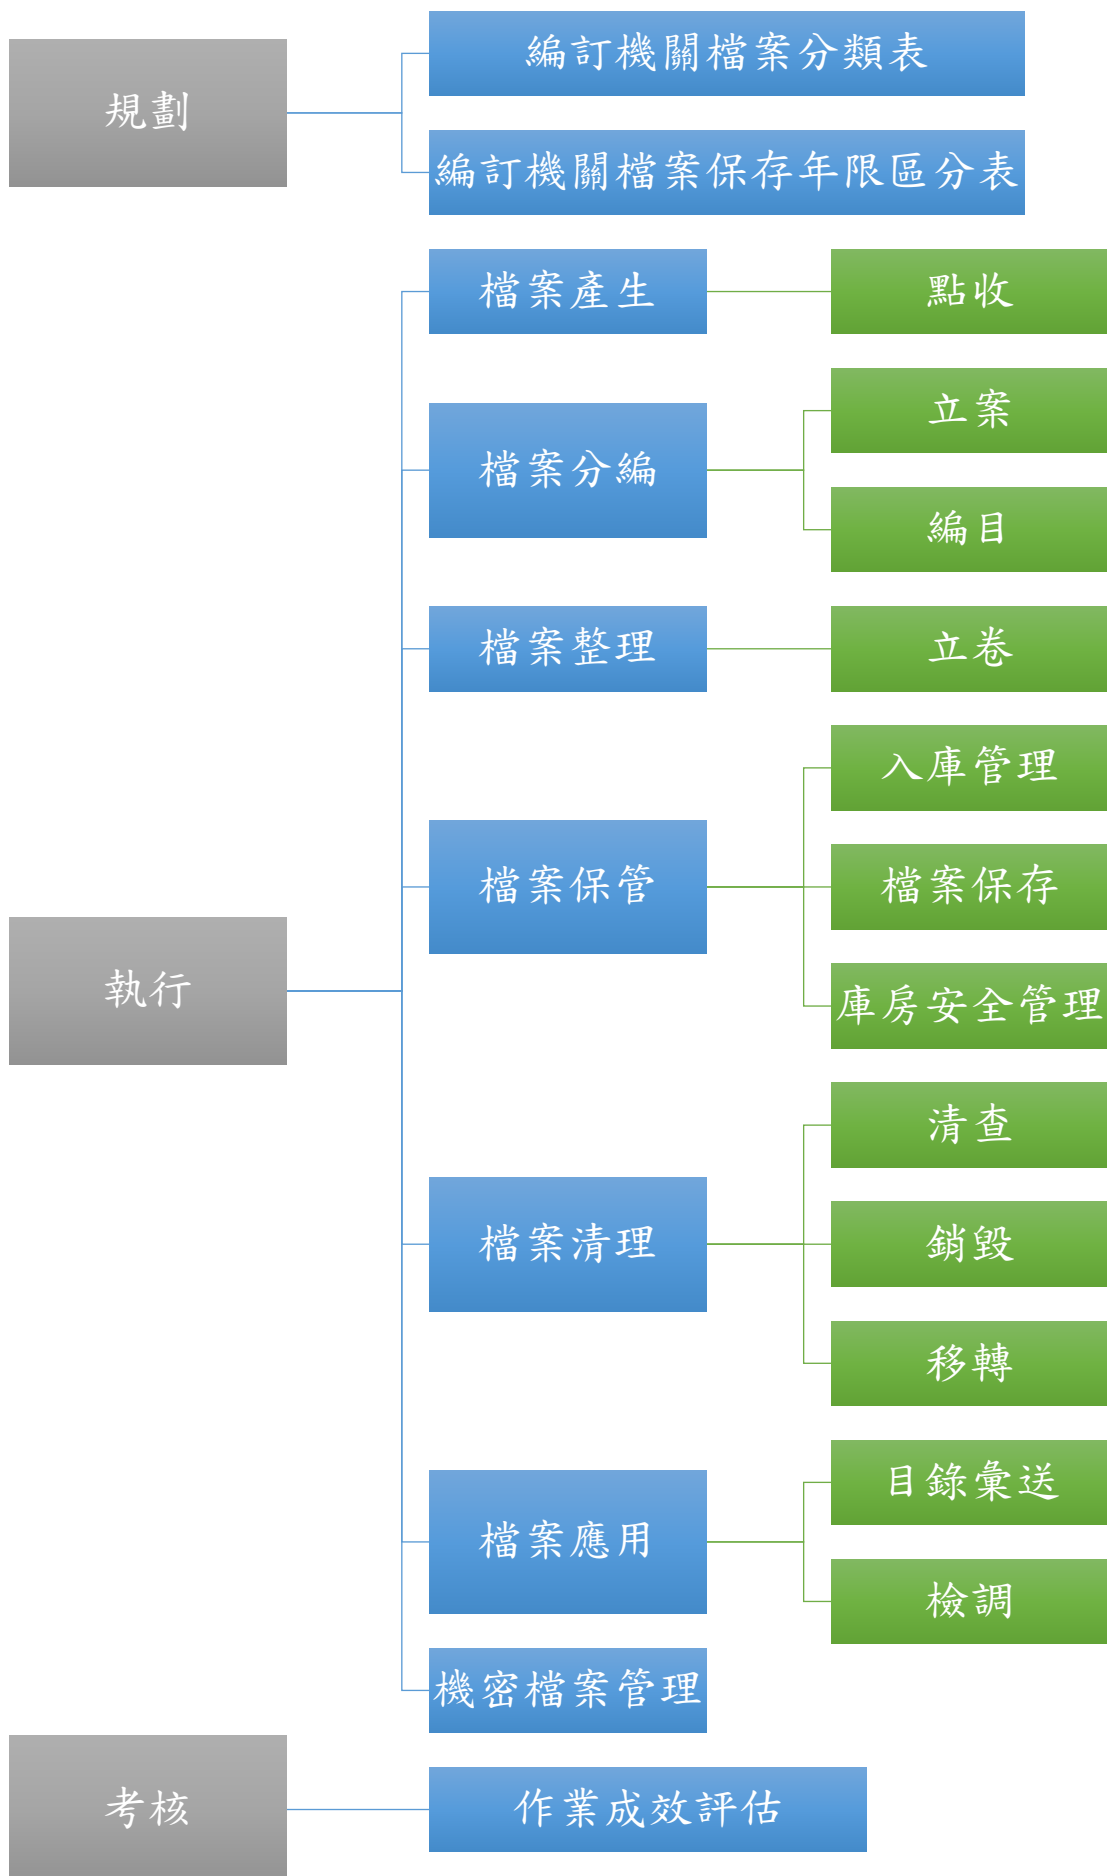 規劃
編訂機關檔案分類表
編訂機關檔案保存年限區分表
執行
檔案產生
點收
檔案分編
立案
編目
檔案整理
立卷
檔案保管
入庫管理
檔案保存
庫房安全管理
檔案清理
清查
銷毀
移轉
檔案應用
目錄彙送
檢調
機密檔案管理
考核
作業成效評估